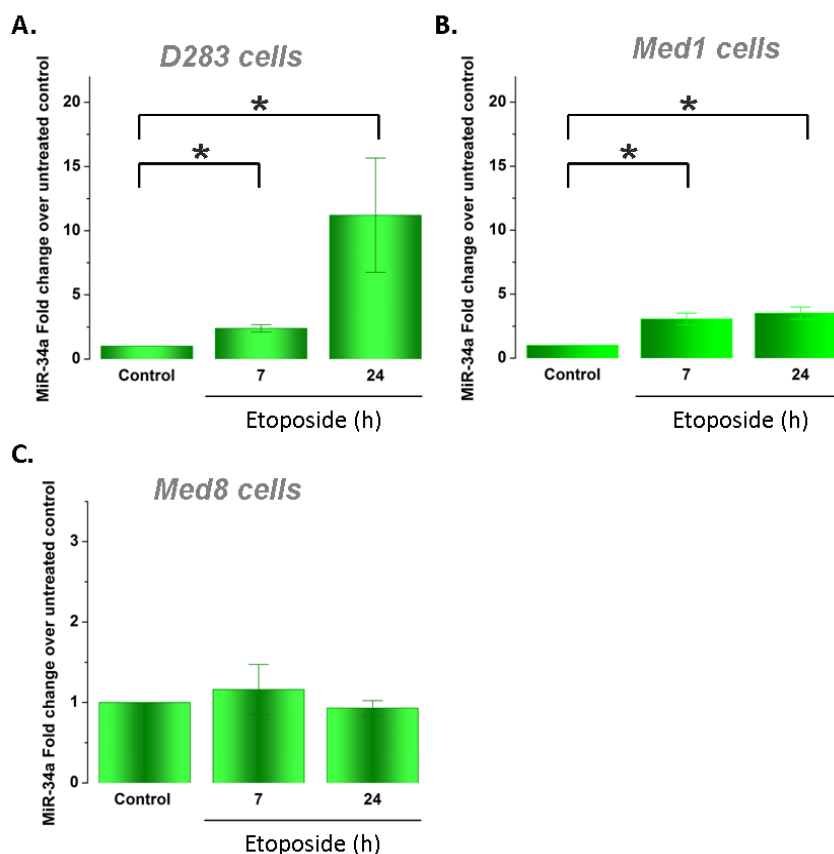 A.
D283 cells
MiR-34a Fold change over untreated control
20
15
10
5
0
*
*
Control
7
24
Etoposide (h)
B.
Med1 cells
MiR-34a Fold change over untreated control
20
15
10
5
0
*
*
Control
7
24
Etoposide (h)
C.
Med8 cells
MiR-34a Fold change over untreated control
3
2
1
0
Control
7
24
Etoposide (h)